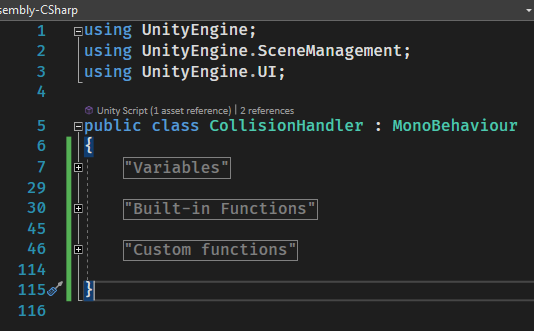 sembly-CSharp
1 using UnityEngine;
2 using UnityEngine.SceneManagement;
3 using UnityEngine.UI;
4
Unity Script (1 asset reference) | 2 references
5 public class CollisionHandler : MonoBehaviour
6 {
7 "Variables"
29
30 "Built-in Functions"
45
46 "Custom functions"
114
115 }
116